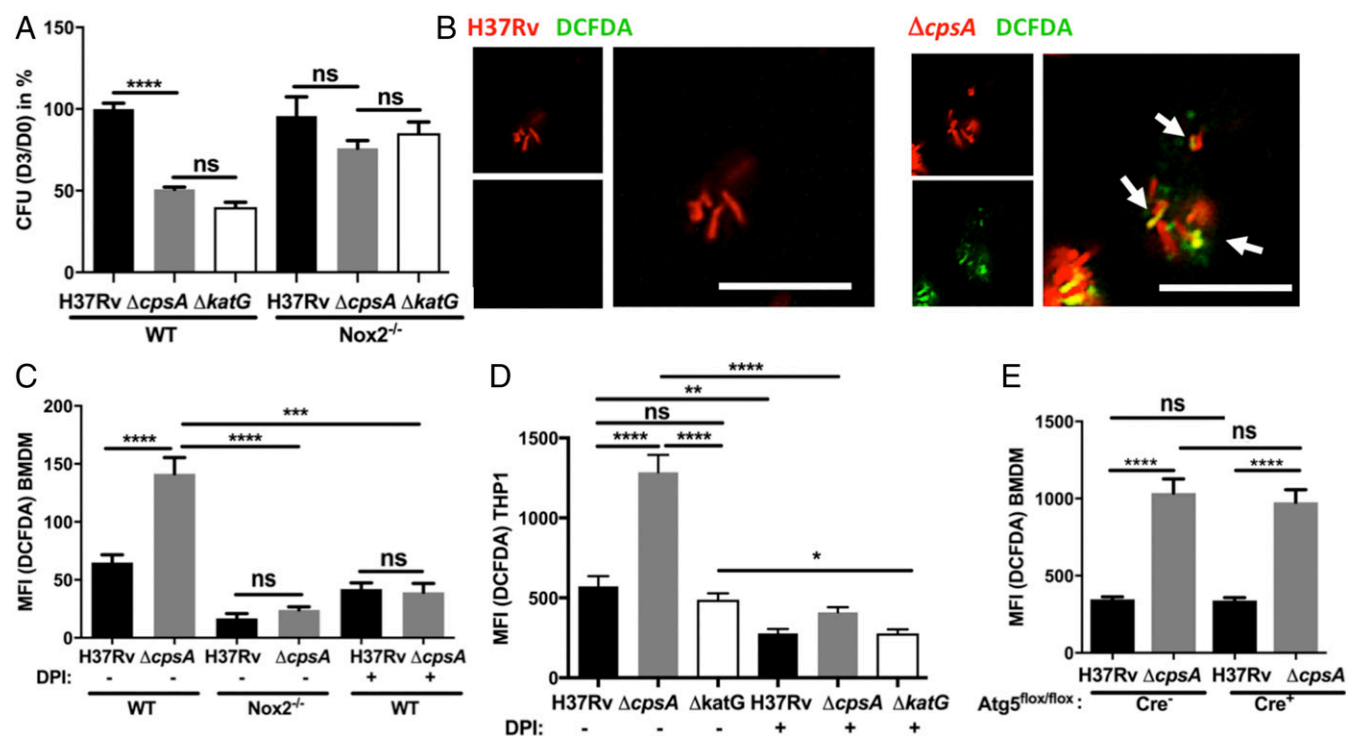 A
CFU (D3/D0) in %
150
100
50
0
****
ns
ns
ns
H37Rv ΔcpsA ΔkatG H37Rv ΔcpsA ΔkatG
WT Nox2-/-
B H37Rv DCFDA ΔcpsA DCFDA
C
MFI (DCFDA) BMDM
200
150
100
50
0
***
**** ****
ns
ns
H37Rv ΔcpsA H37Rv ΔcpsA H37Rv ΔcpsA
DPI: - - - - + +
WT Nox2-/- WT
D
MFI (DCFDA) THP1
1500
1000
500
0
****
**
ns
**** ****
*
H37Rv ΔcpsA ΔkatG H37Rv ΔcpsA ΔkatG
DPI: - - - + + +
E
MFI (DCFDA) BMDM
1500
1000
500
0
ns
ns
**** ****
H37Rv ΔcpsA H37Rv ΔcpsA
Atg5flox/flox : Cre- Cre+